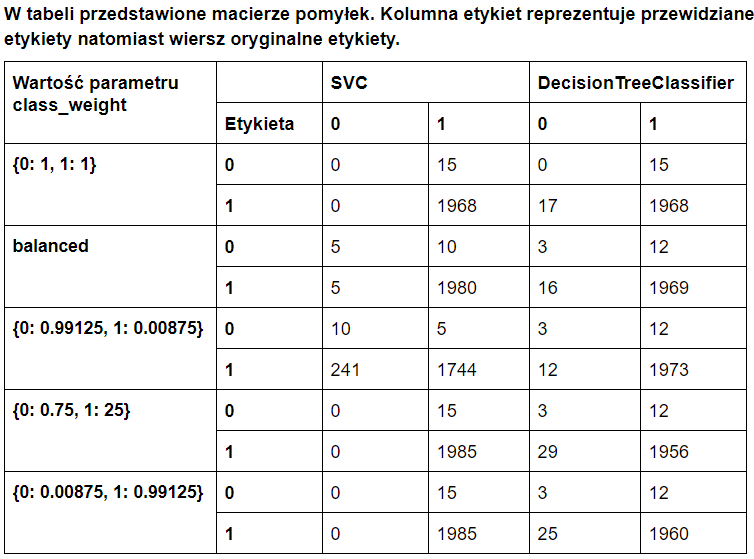 W tabeli przedstawione macierze pomyłek. Kolumna etykiet reprezentuje przewidziane
etykiety natomiast wiersz oryginalne etykiety.
Wartość parametru class_weight SVC DecisionTreeClassifier
Etykieta 0 1 0 1
{0: 1, 1: 1} 0 0 15 0 15
1 0 1968 17 1968
balanced 0 5 10 3 12
1 5 1980 16 1969
{0: 0.99125, 1: 0.00875} 0 10 5 3 12
1 241 1744 12 1973
{0: 0.75, 1: 25} 0 0 15 3 12
1 0 1985 29 1956
{0: 0.00875, 1: 0.99125} 0 0 15 3 12
1 0 1985 25 1960